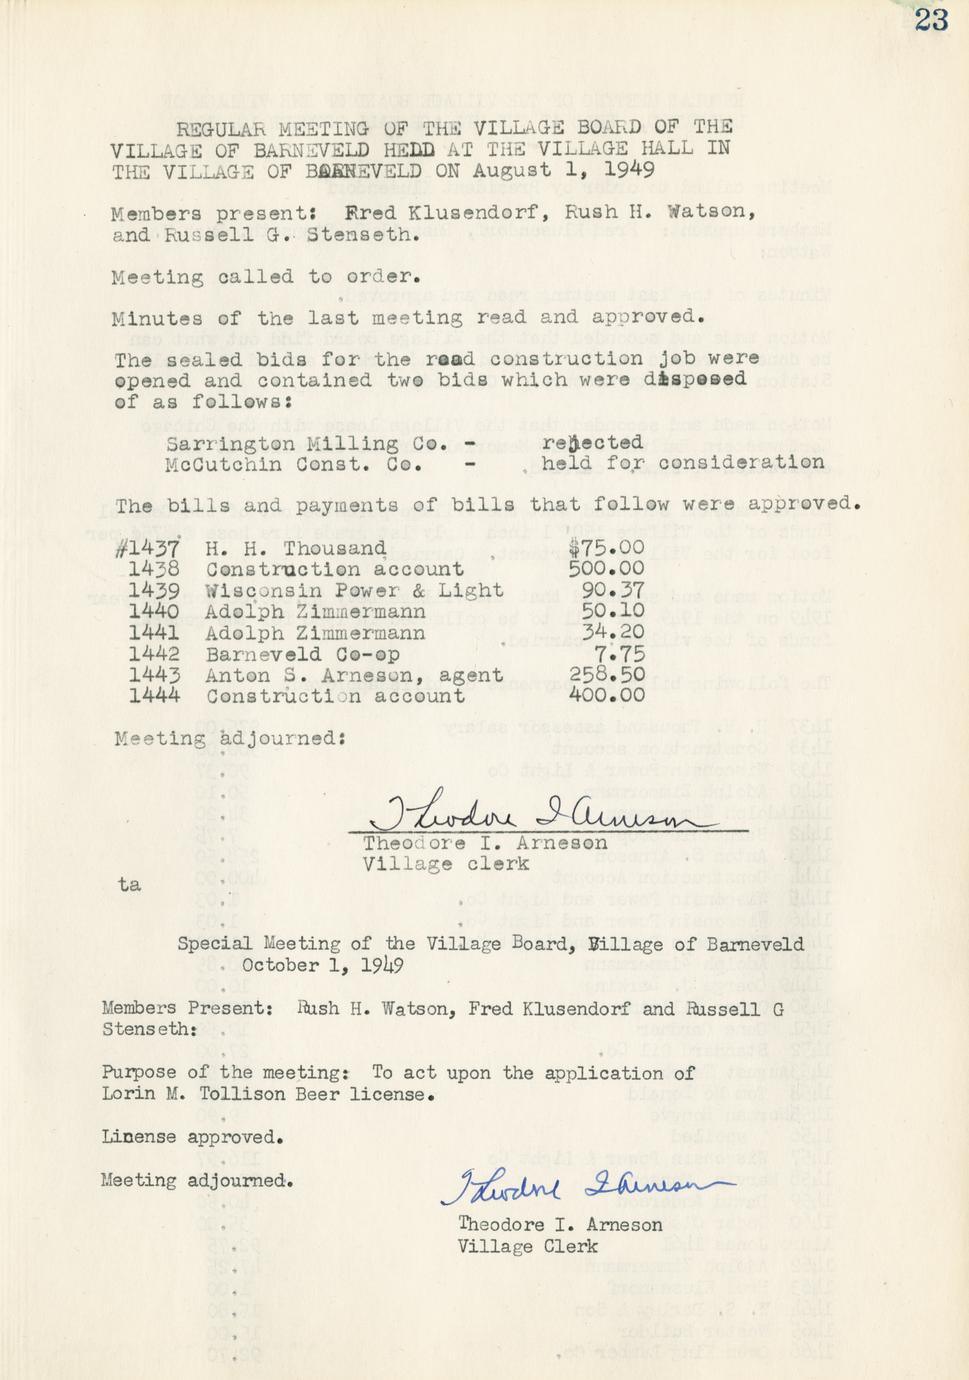 23
REGULAR MEETING OF THE VILLAGE BOARD OF THE
VILLAGE OF BARNEVELD HEDD AT THE VILLAGE HALL IN
THE VILLAGE OF BARNEVELD ON August 1, 1949
Members present: Fred Klusendorf, Rush H. Watson,
and Russell G. Stenseth.
Meeting called to order.
Minutes of the last meeting read and approved.
The sealed bids for the road construction job were
opened and contained two bids which were disposed
of as follows:
Sarrington Milling Co. - rejected
McCutchin Const. Co. - held for consideration
The bills and payments of bills that follow were approved.
#1437 H. H. Thousand $75.00
1438 Construction account 500.00
1439 Wisconsin Power & Light 90.37
1440 Adolph Zimmermann 50.10
1441 Adolph Zimmermann 34.20
1442 Barneveld Co-op 7.75
1443 Anton S. Arneson, agent 258.50
1444 Construction account 400.00
Meeting adjourned:
Theodore I Arneson
Theodore I. Arneson
Village clerk
ta
Special Meeting of the Village Board, Village of Barneveld
October 1, 1949
Members Present: Rush H. Watson, Fred Klusendorf and Russell G
Stenseth:
Purpose of the meeting: To act upon the application of
Lorin M. Tollison Beer license.
Linense approved.
Meeting adjourned.
Theodore I Arneson
Theodore I. Arneson
Village Clerk